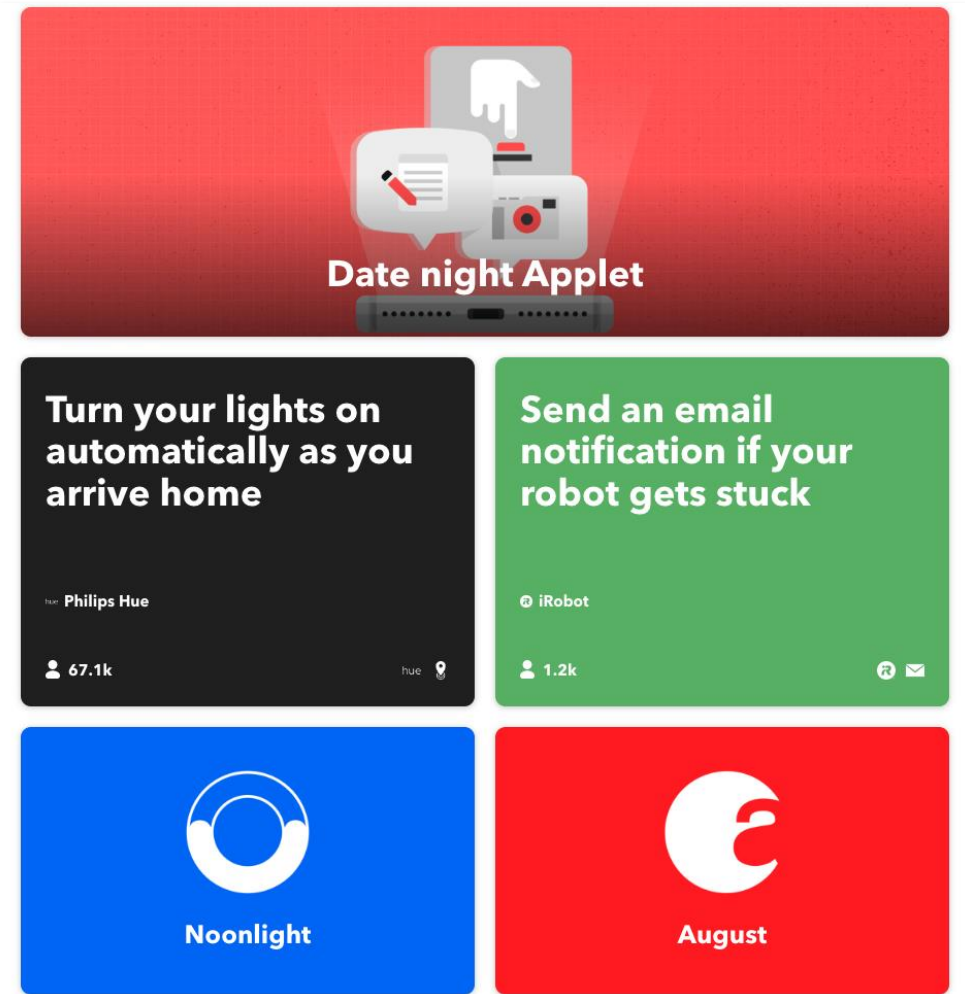 Date night Applet
Turn your lights on
automatically as you
arrive home
hue Philips Hue
67.1k
hue
Send an email
notification if your
robot gets stuck
iRobot
1.2k
Noonlight
August